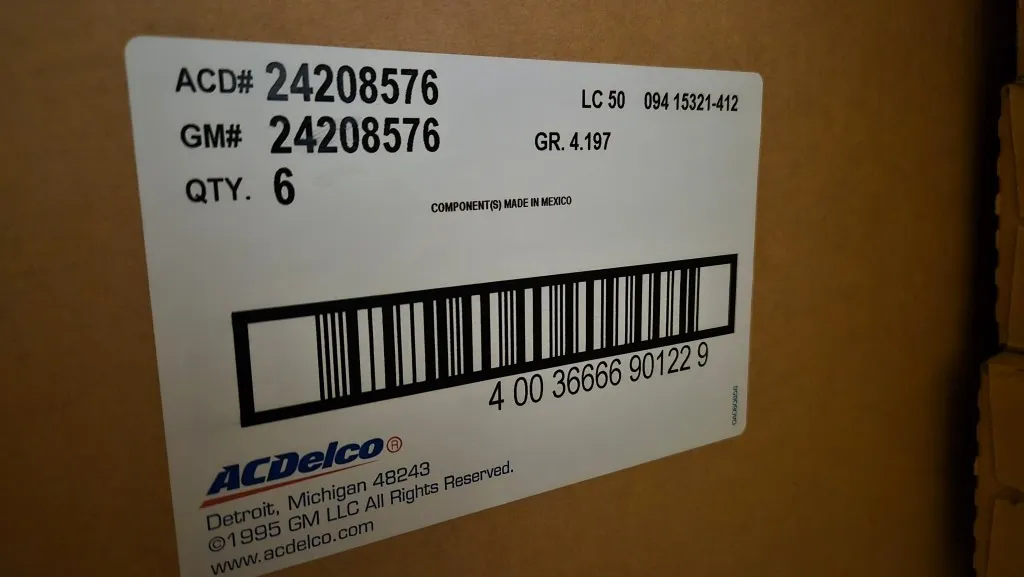 ACD# 24208576
LC 50 094 15321-412
GM# 24208576
GR. 4.197
QTY. 6
COMPONENT(S) MADE IN MEXICO
4 00 36666 90122 9
ACDelco®
Detroit, Michigan 48243
©1995 GM LLC All Rights Reserved.
www.acdelco.com